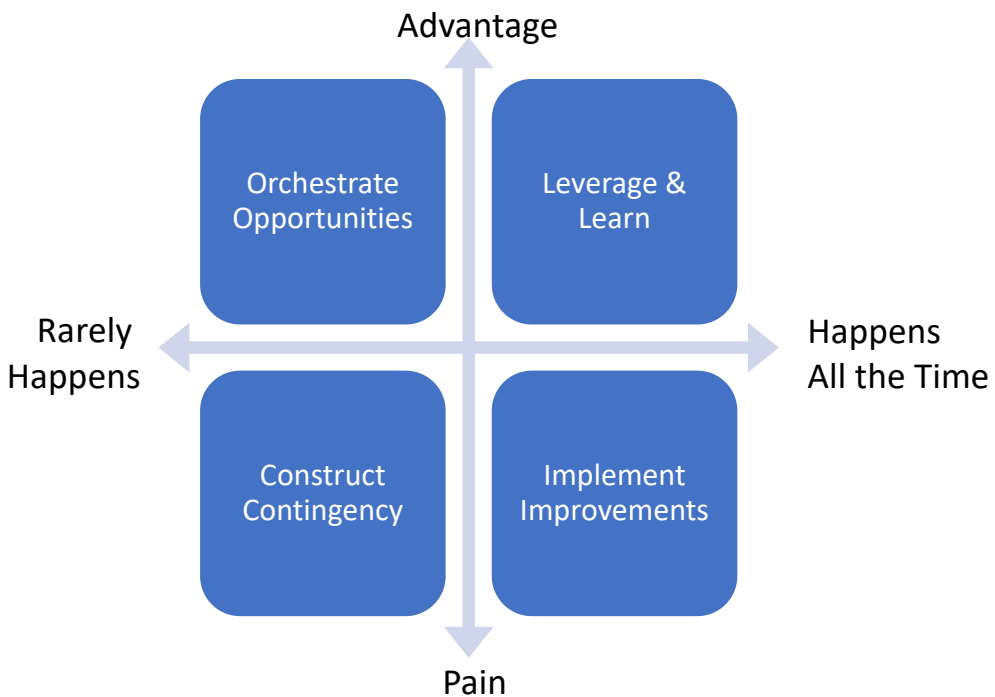 Advantage
Orchestrate
Opportunities
Leverage &
Learn
Rarely
Happens
Happens
All the Time
Construct
Contingency
Implement
Improvements
Pain